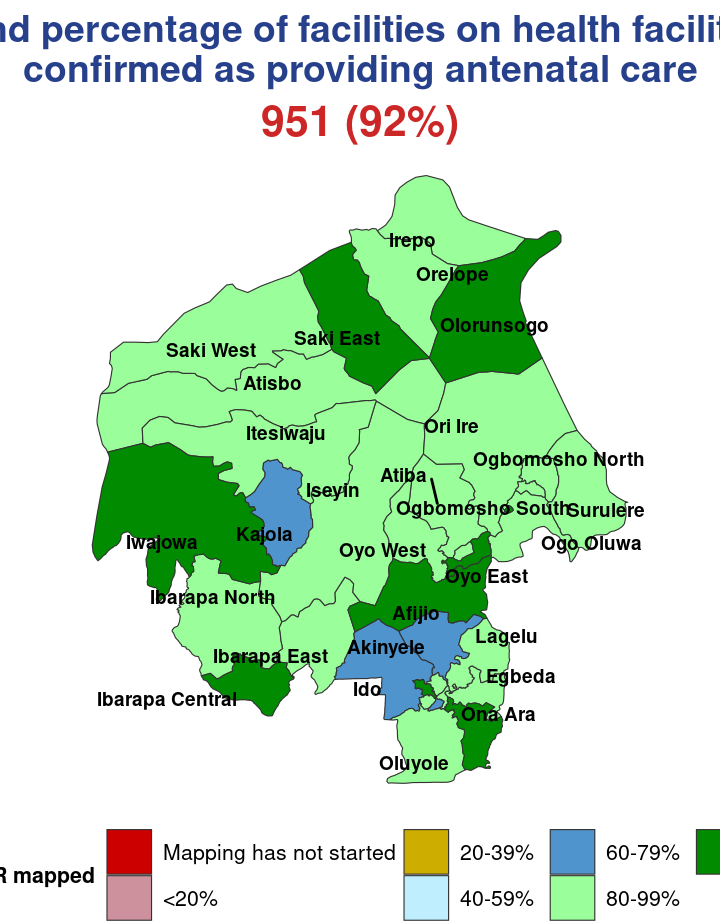 nd percentage of facilities on health facilit
confirmed as providing antenatal care
951 (92%)
Irepo
Orelope
Olorunsogo
Saki East
Saki West
Atisbo
Ori Ire
Itesiwaju
Ogbomosho North
Atiba
Iseyin
Ogbomosho South
Surulere
Kajola
Iwajowa
Ogo Oluwa
Oyo West
Oyo East
Ibarapa North
Afijio
Lagelu
Akinyele
Ibarapa East
Egbeda
Ido
Ibarapa Central
Ona Ara
Oluyole
R mapped
Mapping has not started
20-39%
60-79%
<20%
40-59%
80-99%